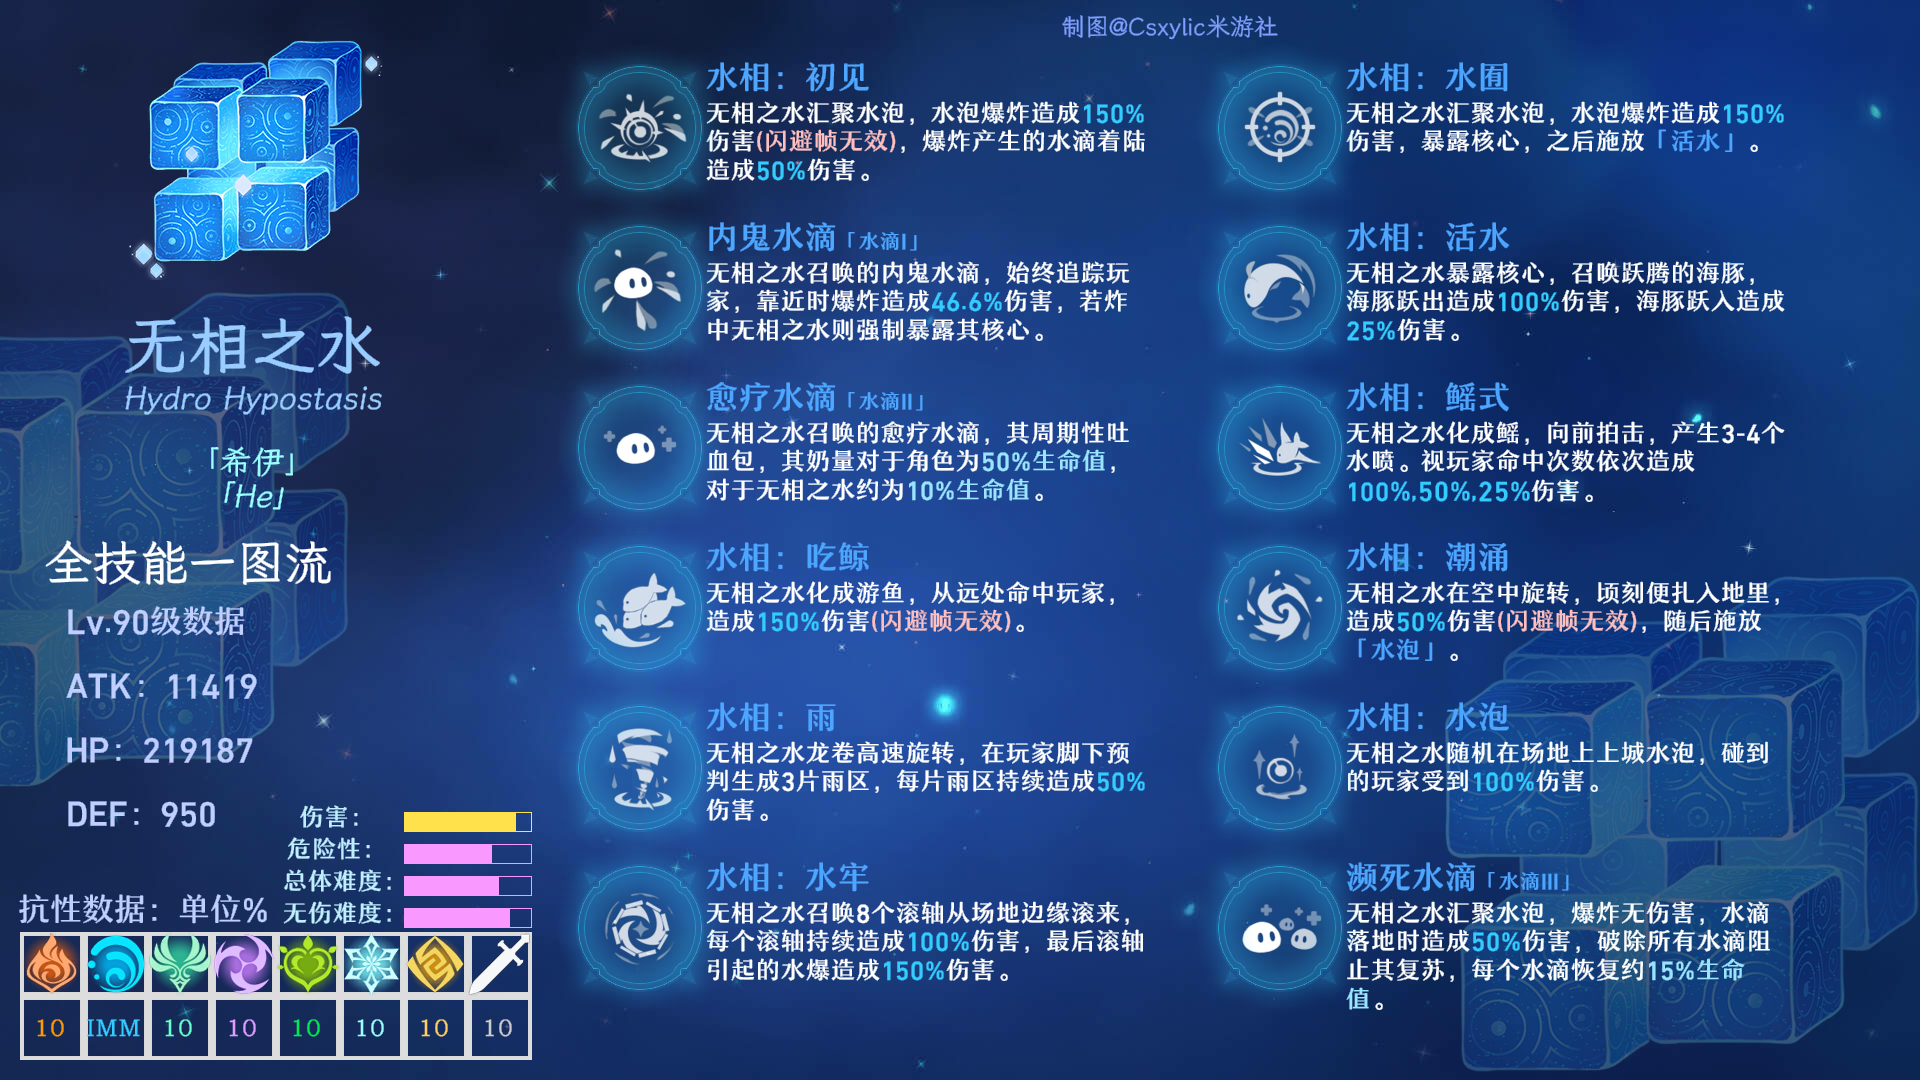 制图@Csxylic米游社
无相之水
Hydro Hypostasis
「希伊」
「He」
全技能一图流
Lv.90级数据
ATK：11419
HP：219187
DEF：950
伤害：
危险性：
总体难度：
无伤难度：
抗性数据：单位%
10 IMM 10 10 10 10 10 10
水相：初见
无相之水汇聚水泡，水泡爆炸造成150%
伤害(闪避帧无效)，爆炸产生的水滴着陆
造成50%伤害。
内鬼水滴「水滴I」
无相之水召唤的内鬼水滴，始终追踪玩
家，靠近时爆炸造成46.6%伤害，若炸
中无相之水则强制暴露其核心。
愈疗水滴「水滴II」
无相之水召唤的愈疗水滴，其周期性吐
血包，其奶量对于角色为50%生命值，
对于无相之水约为10%生命值。
水相：吃鲸
无相之水化成游鱼，从远处命中玩家，
造成150%伤害(闪避帧无效)。
水相：雨
无相之水龙卷高速旋转，在玩家脚下预
判生成3片雨区，每片雨区持续造成50%
伤害。
水相：水牢
无相之水召唤8个滚轴从场地边缘滚来，
每个滚轴持续造成100%伤害，最后滚轴
引起的水爆造成150%伤害。
水相：水囿
无相之水汇聚水泡，水泡爆炸造成150%
伤害，暴露核心，之后施放「活水」。
水相：活水
无相之水暴露核心，召唤跃腾的海豚，
海豚跃出造成100%伤害，海豚跃入造成
25%伤害。
水相：鳐式
无相之水化成鳐，向前拍击，产生3-4个
水喷。视玩家命中次数依次造成
100%,50%,25%伤害。
水相：潮涌
无相之水在空中旋转，顷刻便扎入地里，
造成50%伤害(闪避帧无效)，随后施放
「水泡」。
水相：水泡
无相之水随机在场地上上城水泡，碰到
的玩家受到100%伤害。
濒死水滴「水滴III」
无相之水汇聚水泡，爆炸无伤害，水滴
落地时造成50%伤害，破除所有水滴阻
止其复苏，每个水滴恢复约15%生命
值。